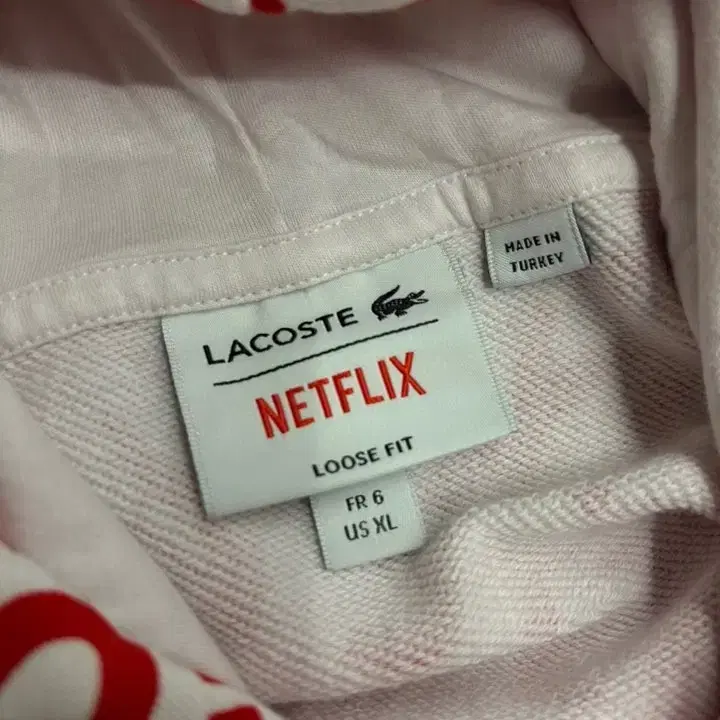 MADE IN
TURKEY
LACOSTE
NETFLIX
LOOSE FIT
FR 6
US XL